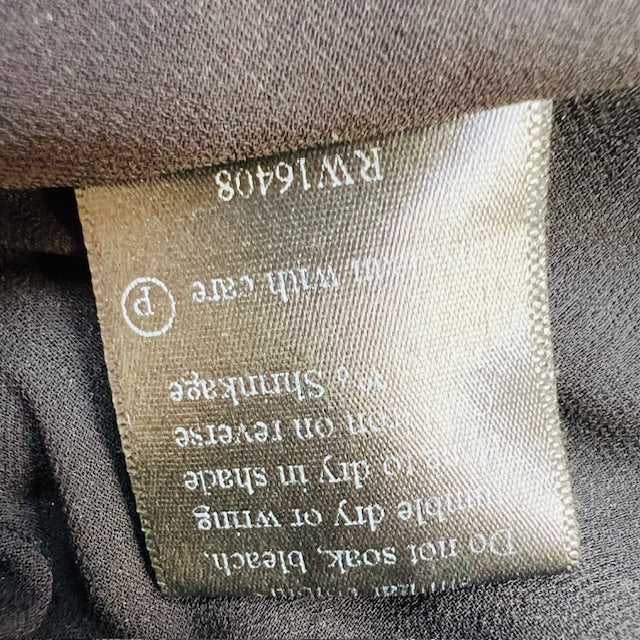 Do not soak, bleach,
dry or wring
to dry in shade
on reverse
Shrinkage
with care P
RW16408